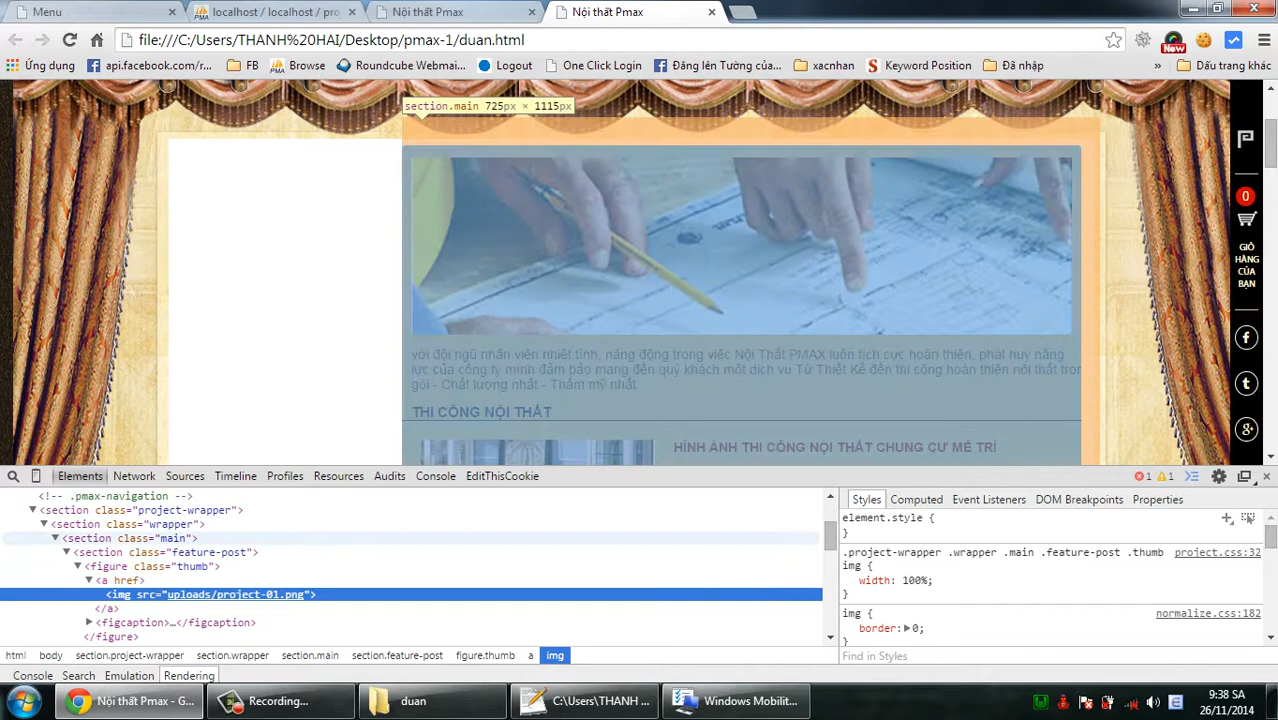 Menu
localhost / localhost / pro
Nội thất Pmax
Nội thất Pmax
file:///C:/Users/THANH%20HAI/Desktop/pmax-1/duan.html
New
Ứng dụng
api.facebook.com/r...
FB
Browse
Roundcube Webmai...
Logout
One Click Login
Đăng lên Tường của...
xacnhan
Keyword Position
Đã nhập
»
Dấu trang khác
section.main 725px × 1115px
0
GIỎ
HÀNG
CỦA
BẠN
với đội ngũ nhân viên nhiệt tình, năng động trong việc Nội Thất PMAX luôn tích cực hoàn thiện, phát huy năng
lực của công ty mình đảm bảo mang đến quý khách một dịch vụ Từ Thiết Kế đến thi công hoàn thiện nôi thất tron
gói - Chất lượng nhất - Thẩm mỹ nhất
THI CÔNG NỘI THẤT
HÌNH ẢNH THI CÔNG NỘI THẤT CHUNG CƯ MỄ TRÌ
Elements
Network
Sources
Timeline
Profiles
Resources
Audits
Console
EditThisCookie
1
1
<!-- .pmax-navigation -->
<section class="project-wrapper">
<section class="wrapper">
<section class="main">
<section class="feature-post">
<figure class="thumb">
<a href>
<img src="uploads/project-01.png">
</a>
<figcaption>…</figcaption>
</figure>
Styles
Computed
Event Listeners
DOM Breakpoints
Properties
element.style {
}
.project-wrapper .wrapper .main .feature-post .thumb project.css:32
img {
width: 100%;
}
img { normalize.css:182
border: 0;
}
Find in Styles
html
body
section.project-wrapper
section.wrapper
section.main
section.feature-post
figure.thumb
a
img
Console
Search
Emulation
Rendering
Nội thất Pmax - G...
Recording...
duan
C:\Users\THANH ...
Windows Mobilit...
9:38 SA
26/11/2014